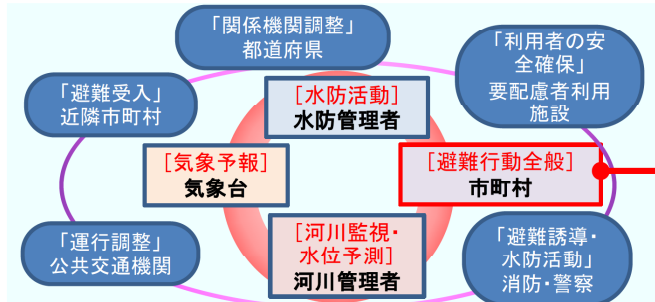 「関係機関調整」
都道府県
「利用者の安
全確保」
要配慮者利用
施設
「避難受入」
近隣市町村
［水防活動］
水防管理者
［気象予報］
気象台
［避難行動全般］
市町村
「運行調整」
公共交通機関
［河川監視・
水位予測］
河川管理者
「避難誘導・
水防活動」
消防・警察